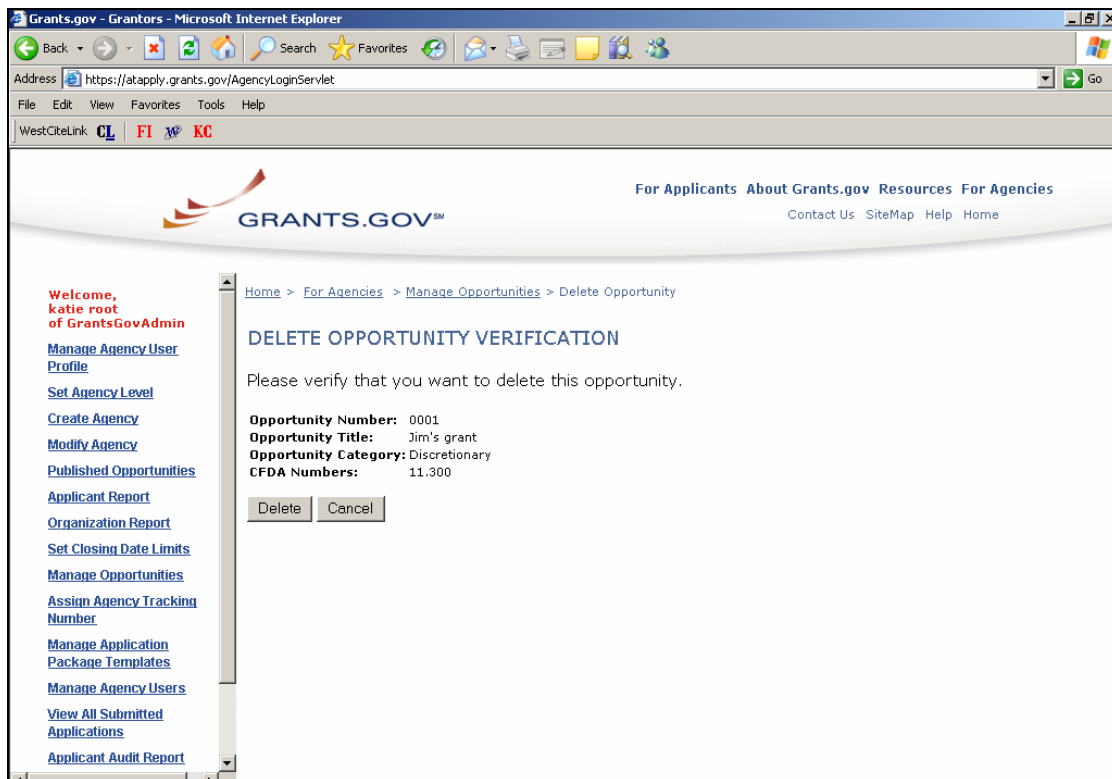 Grants.gov - Grantors - Microsoft Internet Explorer
Back Search Favorites
Address https://atapply.grants.gov/AgencyLoginServlet Go
File Edit View Favorites Tools Help
WestCiteLink CL FI KC
For Applicants About Grants.gov Resources For Agencies
GRANTS.GOV℠
Contact Us SiteMap Help Home
Welcome,
katie root
of GrantsGovAdmin
Manage Agency User
Profile
Set Agency Level
Create Agency
Modify Agency
Published Opportunities
Applicant Report
Organization Report
Set Closing Date Limits
Manage Opportunities
Assign Agency Tracking
Number
Manage Application
Package Templates
Manage Agency Users
View All Submitted
Applications
Applicant Audit Report
Home > For Agencies > Manage Opportunities > Delete Opportunity
DELETE OPPORTUNITY VERIFICATION
Please verify that you want to delete this opportunity.
Opportunity Number: 0001
Opportunity Title: Jim's grant
Opportunity Category: Discretionary
CFDA Numbers: 11.300
Delete Cancel